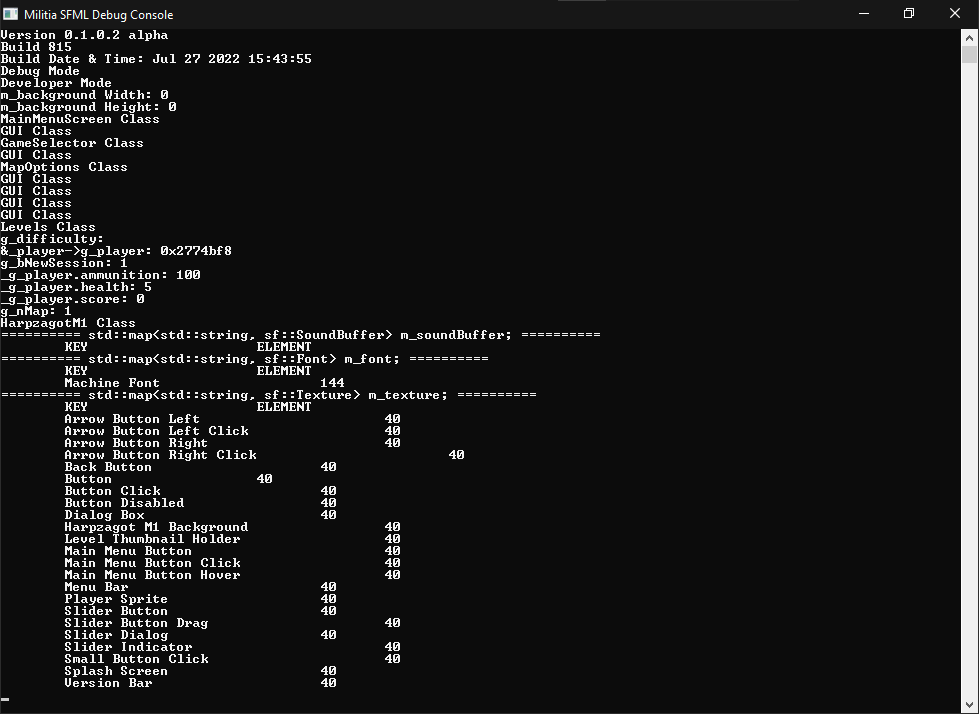 Militia SFML Debug Console
Version 0.1.0.2 alpha
Build 815
Build Date & Time: Jul 27 2022 15:43:55
Debug Mode
Developer Mode
m_background Width: 0
m_background Height: 0
MainMenuScreen Class
GUI Class
GameSelector Class
GUI Class
MapOptions Class
GUI Class
GUI Class
GUI Class
GUI Class
Levels Class
g_difficulty:
&_player->g_player: 0x2774bf8
g_bNewSession: 1
_g_player.ammunition: 100
_g_player.health: 5
_g_player.score: 0
g_nMap: 1
HarpzagotM1 Class
========== std::map<std::string, sf::SoundBuffer> m_soundBuffer; ==========
KEY ELEMENT
========== std::map<std::string, sf::Font> m_font; ==========
KEY ELEMENT
Machine Font 144
========== std::map<std::string, sf::Texture> m_texture; ==========
KEY ELEMENT
Arrow Button Left 40
Arrow Button Left Click 40
Arrow Button Right 40
Arrow Button Right Click 40
Back Button 40
Button 40
Button Click 40
Button Disabled 40
Dialog Box 40
Harpzagot M1 Background 40
Level Thumbnail Holder 40
Main Menu Button 40
Main Menu Button Click 40
Main Menu Button Hover 40
Menu Bar 40
Player Sprite 40
Slider Button 40
Slider Button Drag 40
Slider Dialog 40
Slider Indicator 40
Small Button Click 40
Splash Screen 40
Version Bar 40